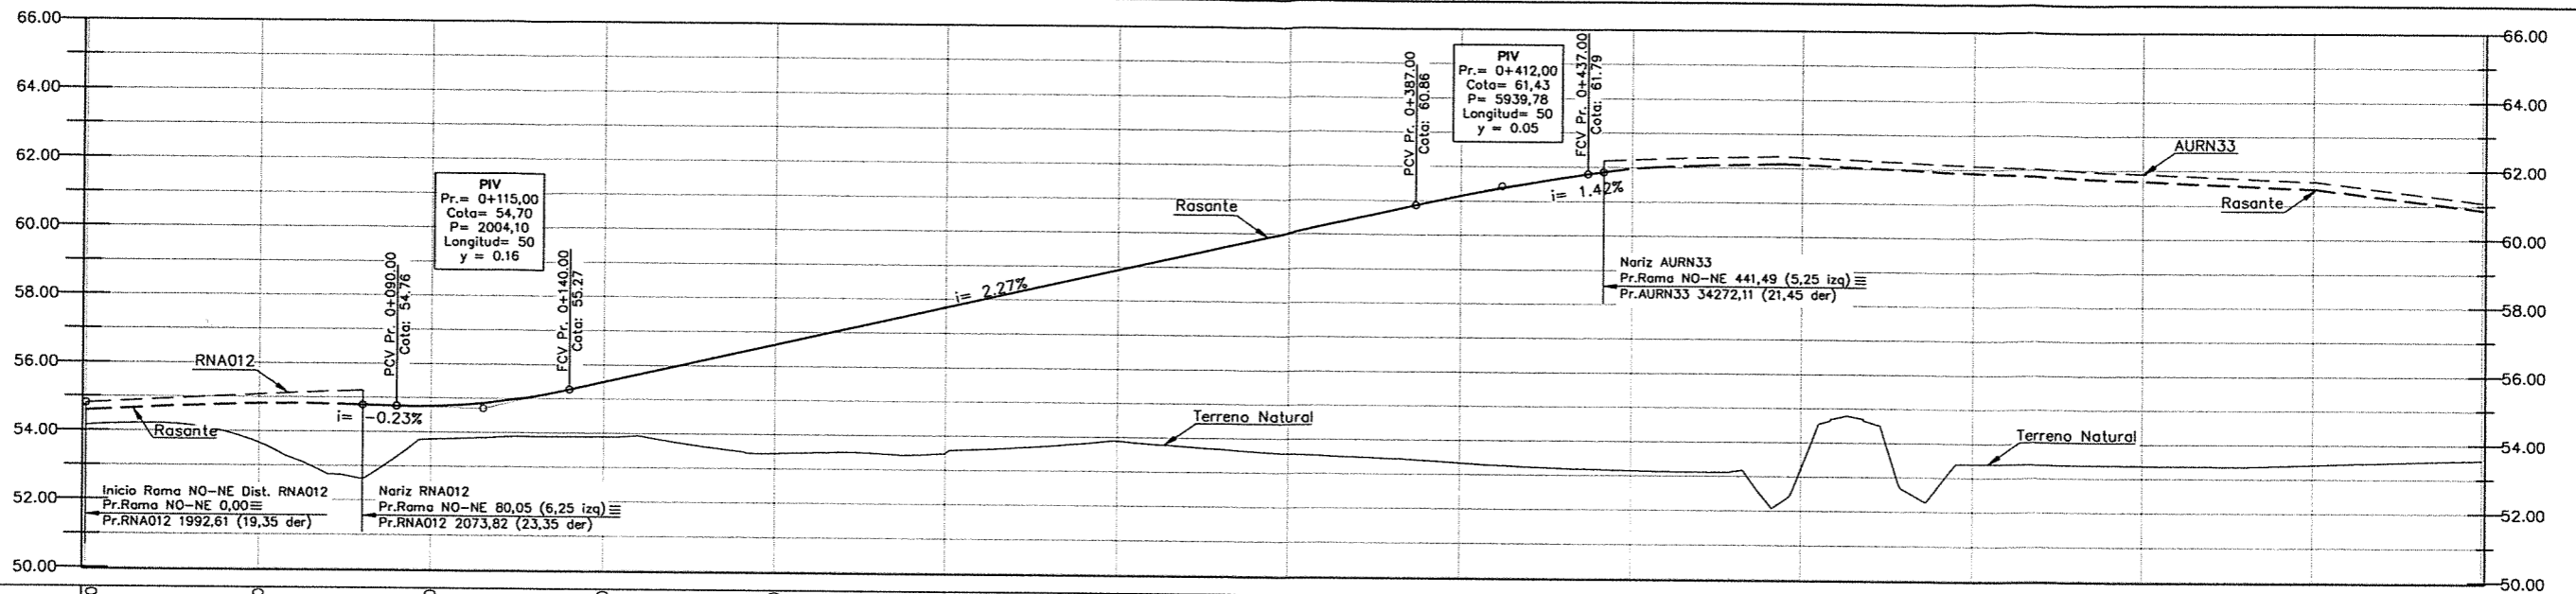 66.00
64.00
62.00
60.00
58.00
56.00
54.00
52.00
50.00
RNA012
Rasante
i= -0.23%
PCV Pr. 0+090.00
Cota: 54.76
PIV
Pr.= 0+115,00
Cota= 54,70
P= 2004,10
Longitud= 50
y = 0.16
FCV Pr. 0+140.00
Cota: 55.27
Inicio Rama NO-NE Dist. RNA012
Pr.Rama NO-NE 0,00≡
Pr.RNA012 1992,61 (19,35 der)
Nariz RNA012
Pr.Rama NO-NE 80,05 (6,25 izq)≡
Pr.RNA012 2073,82 (23,35 der)
i= 2.27%
Rasante
Terreno Natural
PCV Pr. 0+387.00
Cota: 60.86
PIV
Pr.= 0+412,00
Cota= 61,43
P= 5939,78
Longitud= 50
y = 0.05
FCV Pr. 0+437.00
Cota: 61.79
i= 1.42%
Nariz AURN33
Pr.Rama NO-NE 441,49 (5,25 izq)≡
Pr.AURN33 34272,11 (21,45 der)
AURN33
Rasante
Terreno Natural
66.00
64.00
62.00
60.00
58.00
56.00
54.00
52.00
50.00